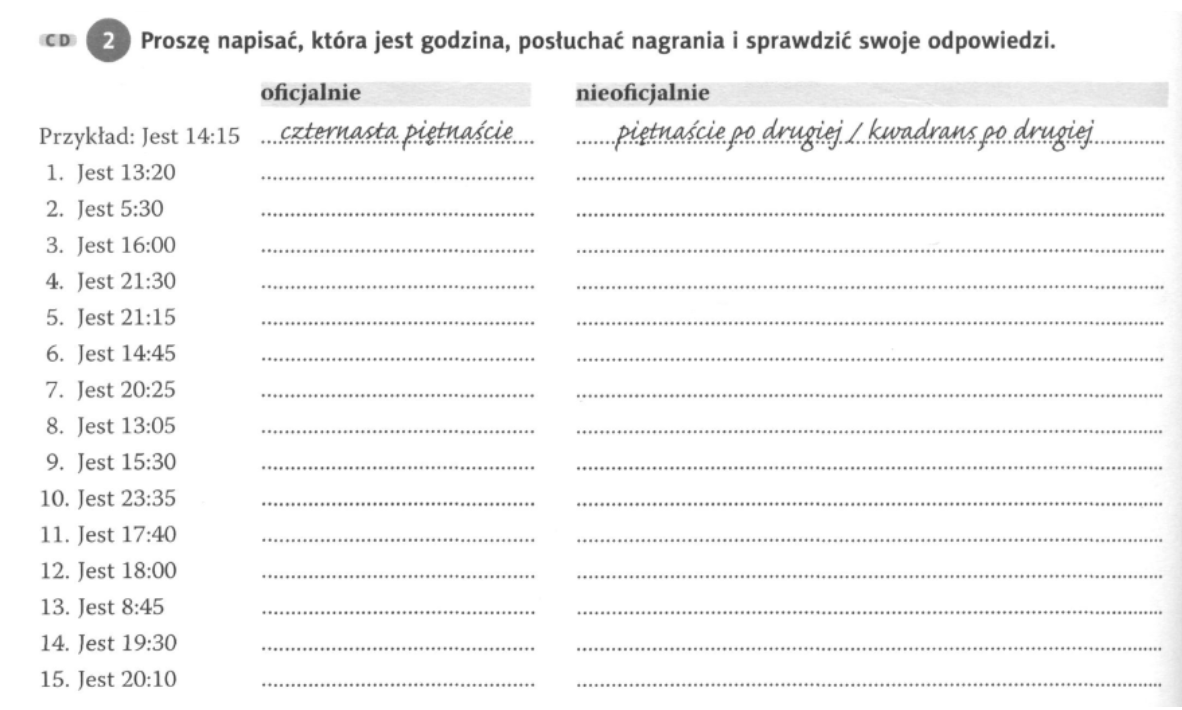 CD 2 Proszę napisać, która jest godzina, posłuchać nagrania i sprawdzić swoje odpowiedzi.
oficjalnie nieoficjalnie
Przykład: Jest 14:15 czternasta piętnaście piętnaście po drugiej / kwadrans po drugiej
1. Jest 13:20
2. Jest 5:30
3. Jest 16:00
4. Jest 21:30
5. Jest 21:15
6. Jest 14:45
7. Jest 20:25
8. Jest 13:05
9. Jest 15:30
10. Jest 23:35
11. Jest 17:40
12. Jest 18:00
13. Jest 8:45
14. Jest 19:30
15. Jest 20:10